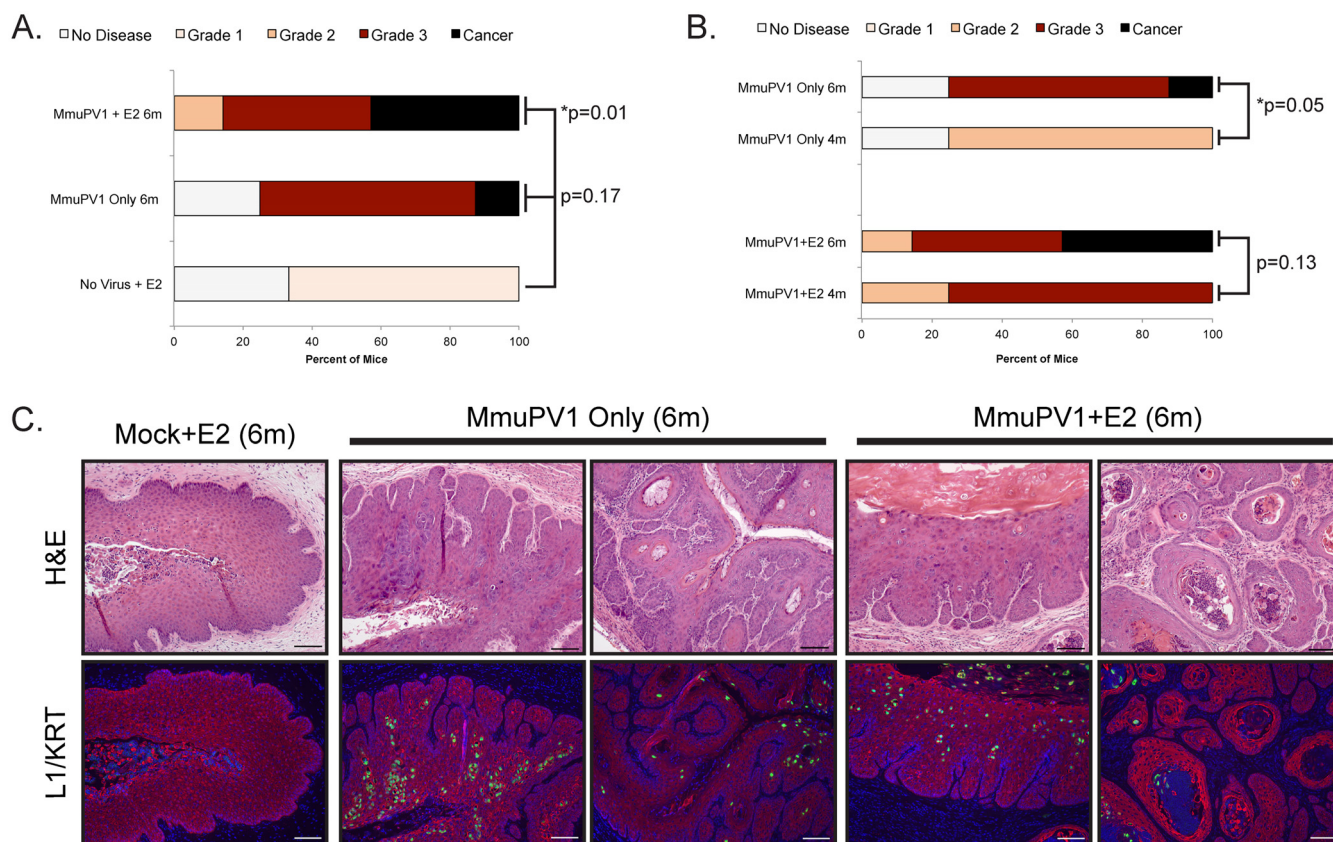 A.
No Disease Grade 1 Grade 2 Grade 3 Cancer
MmuPV1 + E2 6m
*p=0.01
MmuPV1 Only 6m
p=0.17
No Virus + E2
0 20 40 60 80 100
Percent of Mice
B.
No Disease Grade 1 Grade 2 Grade 3 Cancer
MmuPV1 Only 6m
*p=0.05
MmuPV1 Only 4m
MmuPV1+E2 6m
p=0.13
MmuPV1+E2 4m
0 20 40 60 80 100
Percent of Mice
C.
Mock+E2 (6m) MmuPV1 Only (6m) MmuPV1+E2 (6m)
H&E
L1/KRT